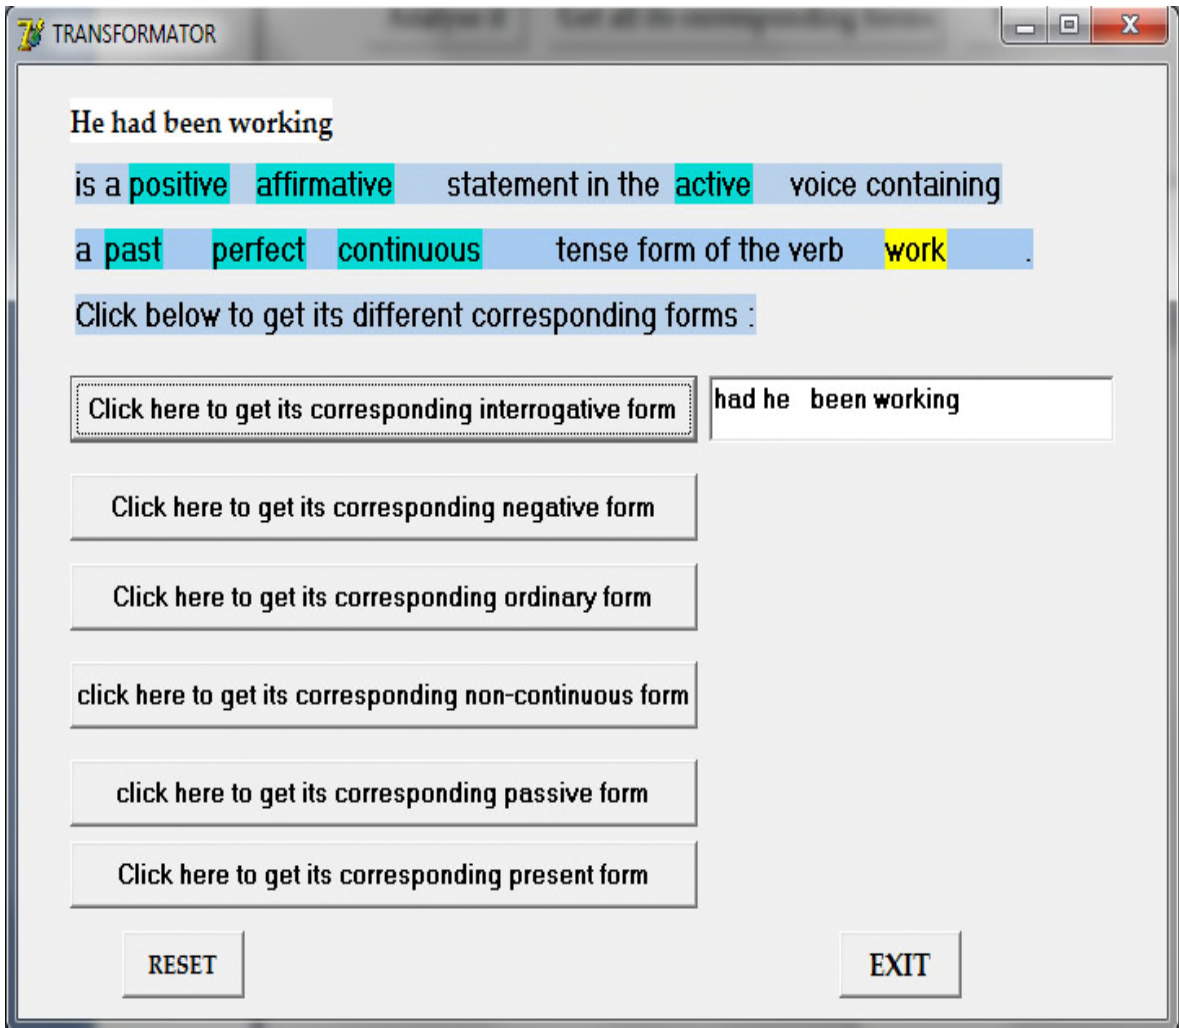 TRANSFORMATOR
He had been working
is a positive affirmative statement in the active voice containing
a past perfect continuous tense form of the verb work .
Click below to get its different corresponding forms :
Click here to get its corresponding interrogative form
had he been working
Click here to get its corresponding negative form
Click here to get its corresponding ordinary form
click here to get its corresponding non-continuous form
click here to get its corresponding passive form
Click here to get its corresponding present form
RESET
EXIT